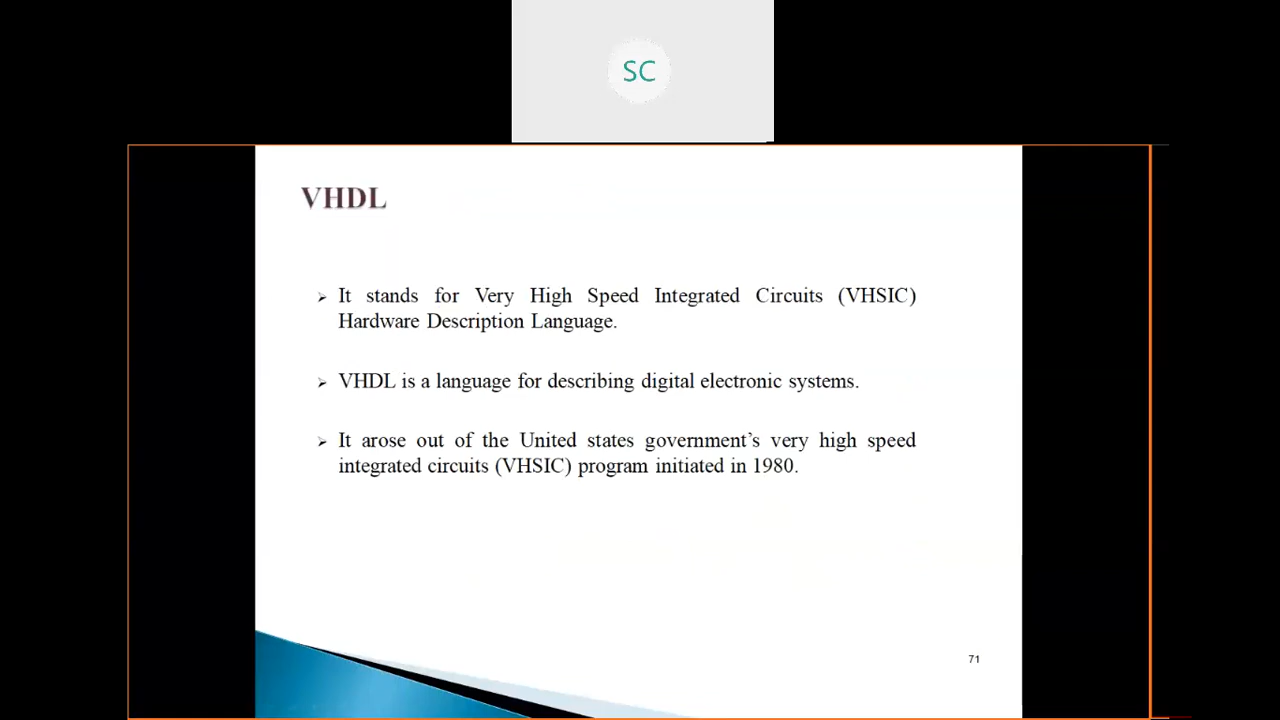 SC
VHDL
It stands for Very High Speed Integrated Circuits (VHSIC)
Hardware Description Language.
VHDL is a language for describing digital electronic systems.
It arose out of the United states government’s very high speed
integrated circuits (VHSIC) program initiated in 1980.
71